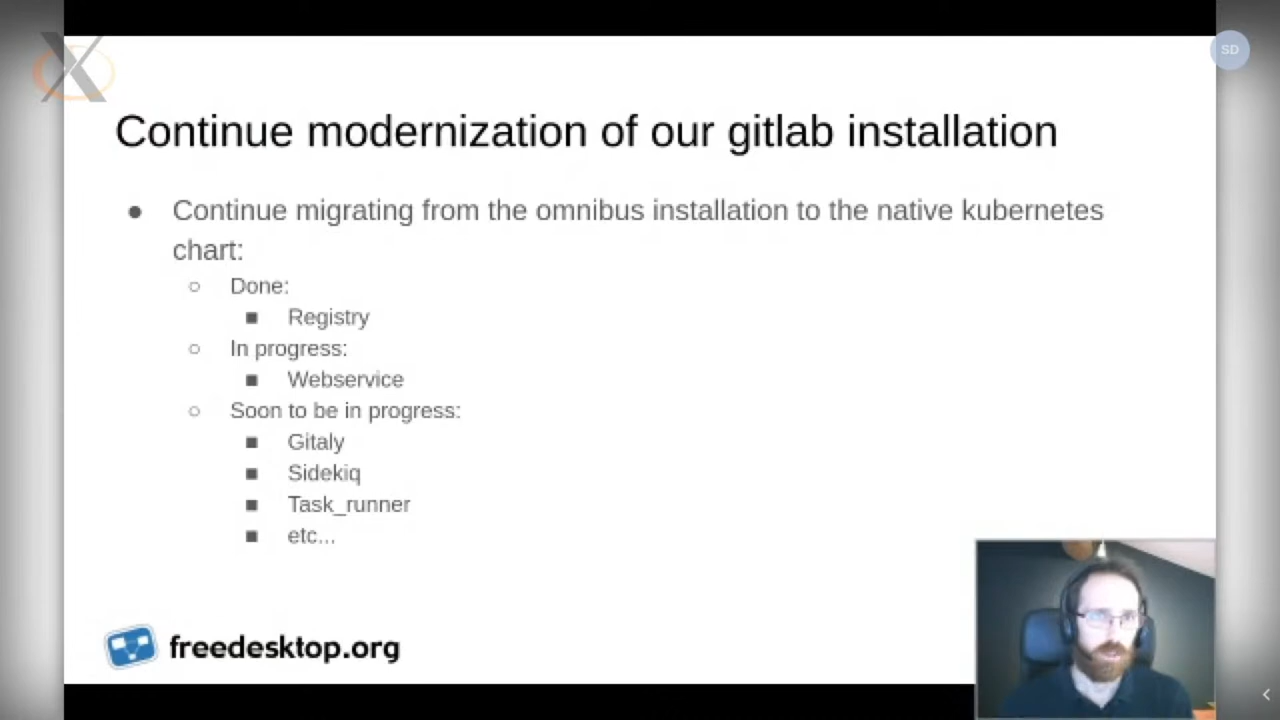 SD
Continue modernization of our gitlab installation
● Continue migrating from the omnibus installation to the native kubernetes
chart:
○ Done:
■ Registry
○ In progress:
■ Webservice
○ Soon to be in progress:
■ Gitaly
■ Sidekiq
■ Task_runner
■ etc...
freedesktop.org